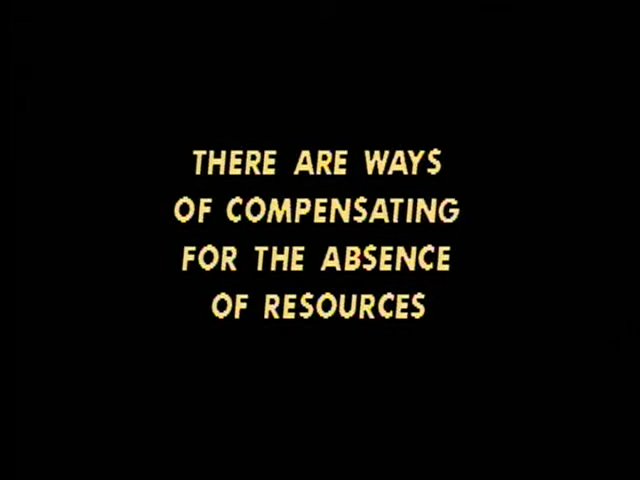 THERE ARE WAYS
OF COMPENSATING
FOR THE ABSENCE
OF RESOURCES